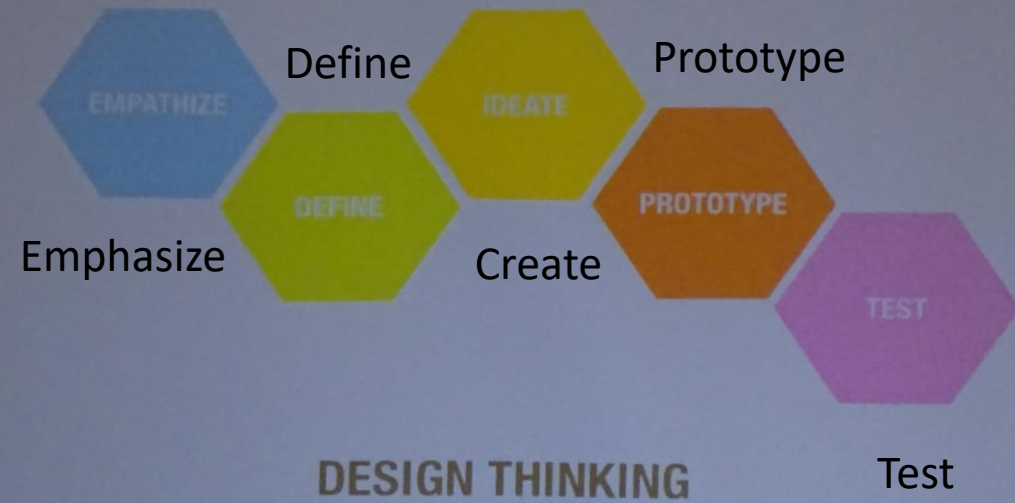 EMPATHIZE
Define
IDEATE
Prototype
DEFINE
PROTOTYPE
Emphasize
Create
TEST
DESIGN THINKING
Test